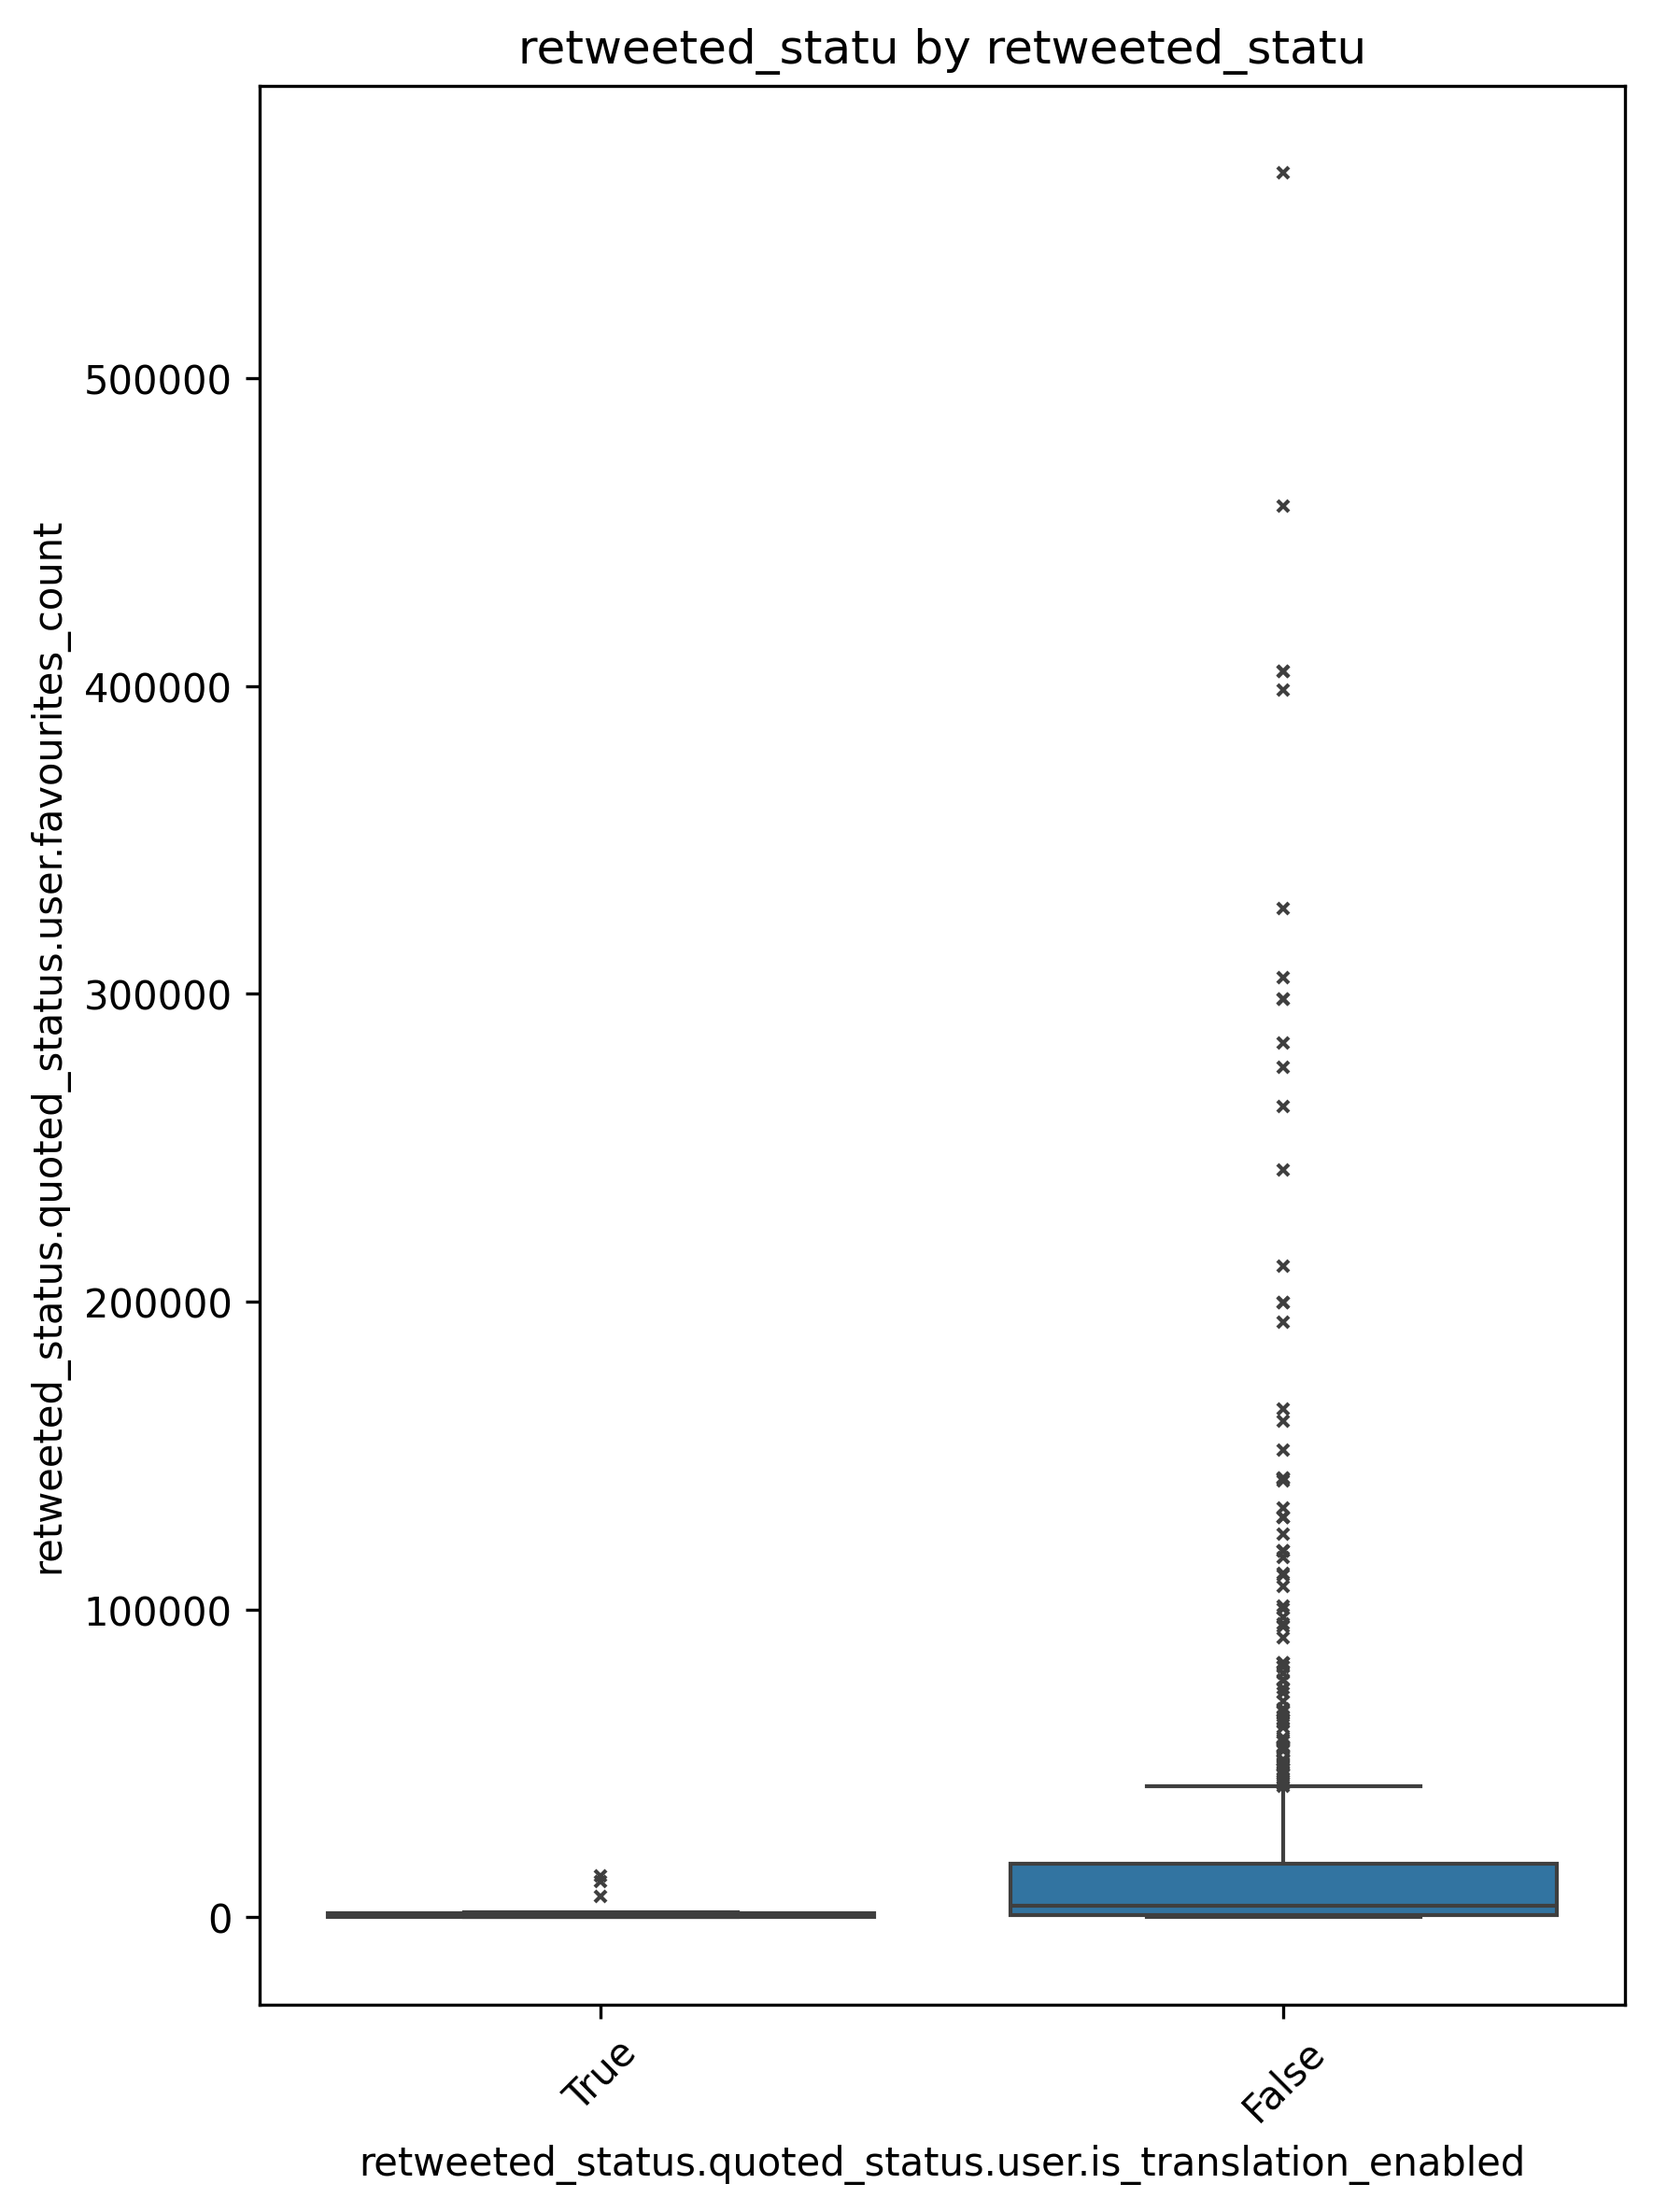 retweeted_statu by retweeted_statu
retweeted_status.quoted_status.user.favourites_count
500000
400000
300000
200000
100000
0
True
False
retweeted_status.quoted_status.user.is_translation_enabled